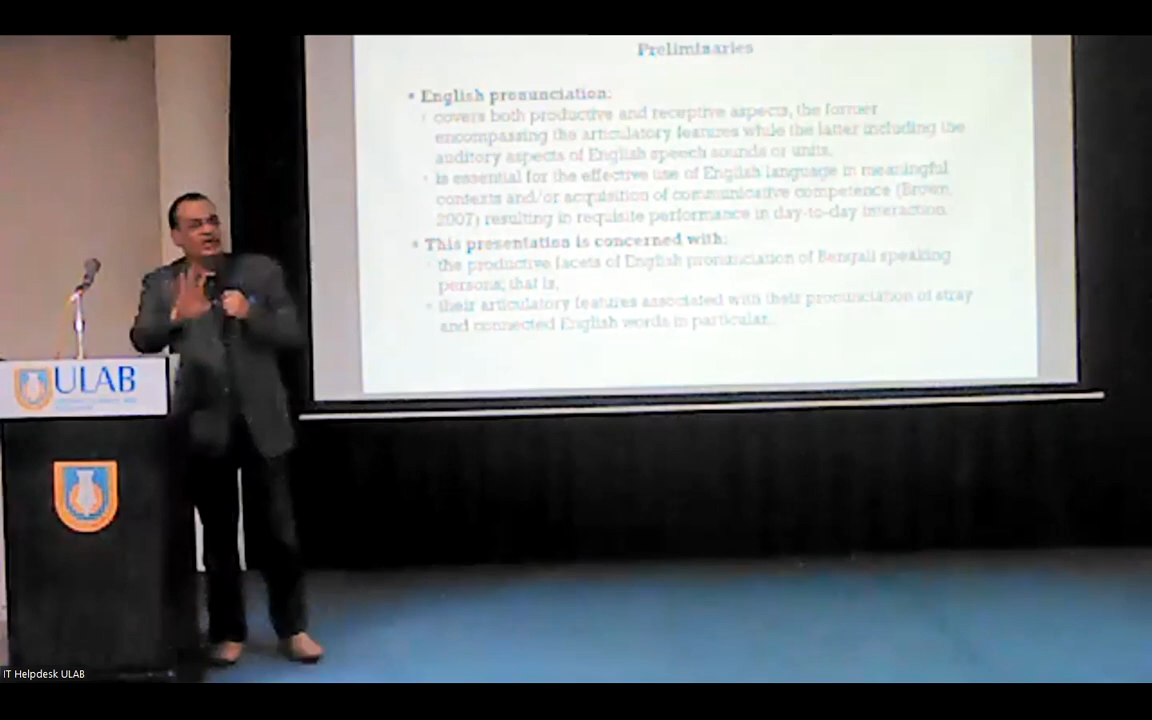 Preliminaries
• English pronunciation:
covers both productive and receptive aspects, the former
encompassing the articulatory features while the latter including the
auditory aspects of English speech sounds or units.
is essential for the effective use of English language in meaningful
contexts and/or acquisition of communicative competence (Brown,
2007) resulting in requisite performance in day-to-day interaction.
• This presentation is concerned with:
the productive facets of English pronunciation of Bengali speaking
persons; that is,
their articulatory features associated with their pronunciation of stray
and connected English words in particular.
ULAB
IT Helpdesk ULAB